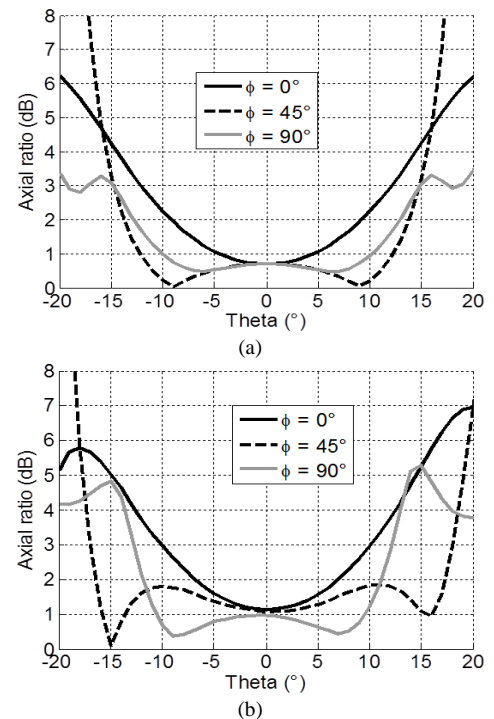 8
7
6
5
4
3
2
1
0
Axial ratio (dB)
ϕ = 0°
ϕ = 45°
ϕ = 90°
-20 -15 -10 -5 0 5 10 15 20
Theta (°)
(a)
8
7
6
5
4
3
2
1
0
Axial ratio (dB)
ϕ = 0°
ϕ = 45°
ϕ = 90°
-20 -15 -10 -5 0 5 10 15 20
Theta (°)
(b)